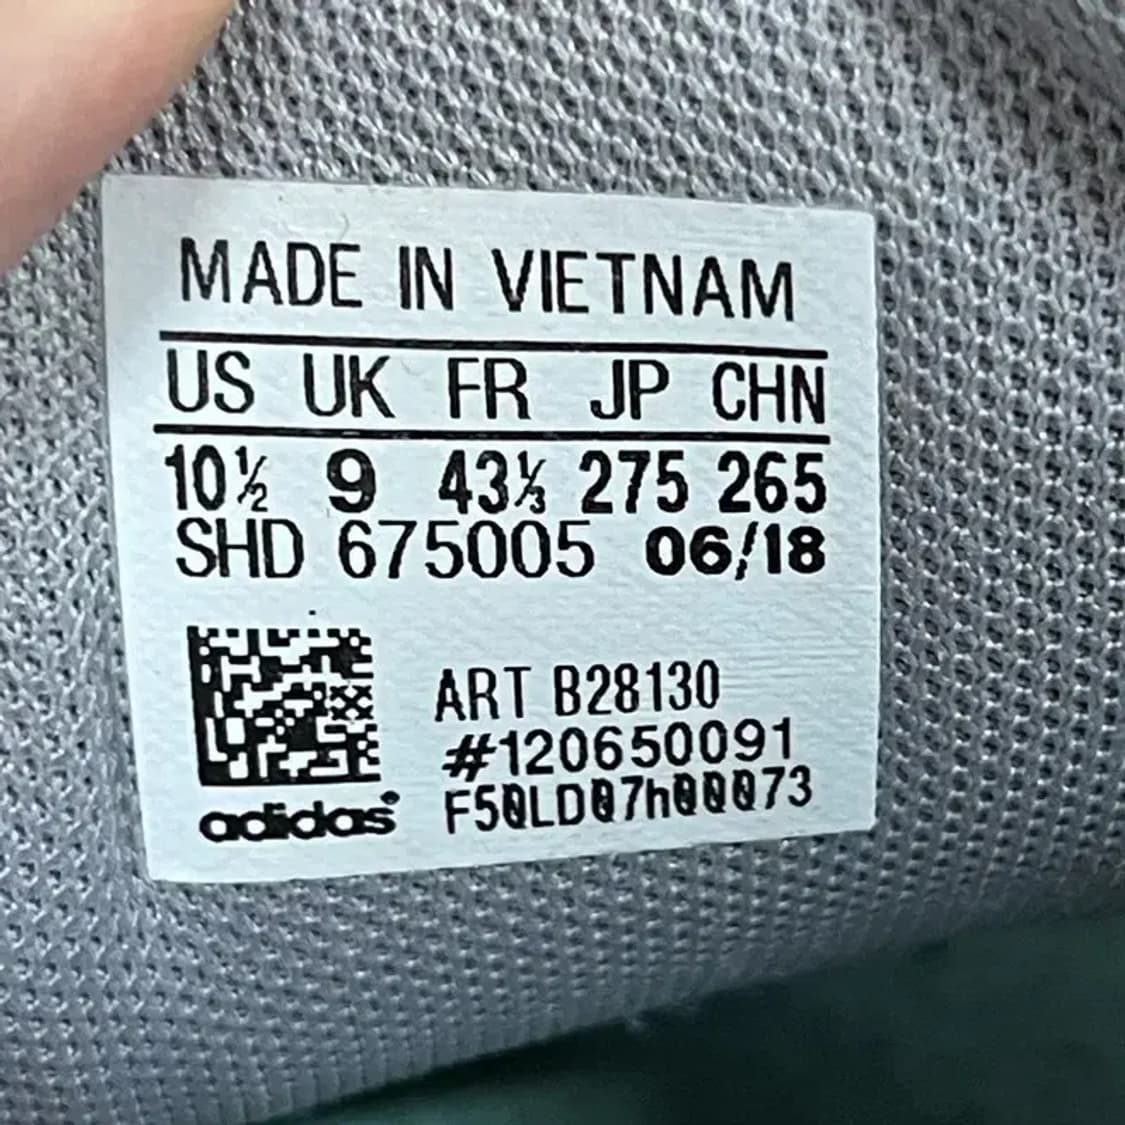 MADE IN VIETNAM
US UK FR JP CHN
10½ 9 43⅓ 275 265
SHD 675005 06/18
ART B28130
#120650091
F50LD07h00073
adidas®